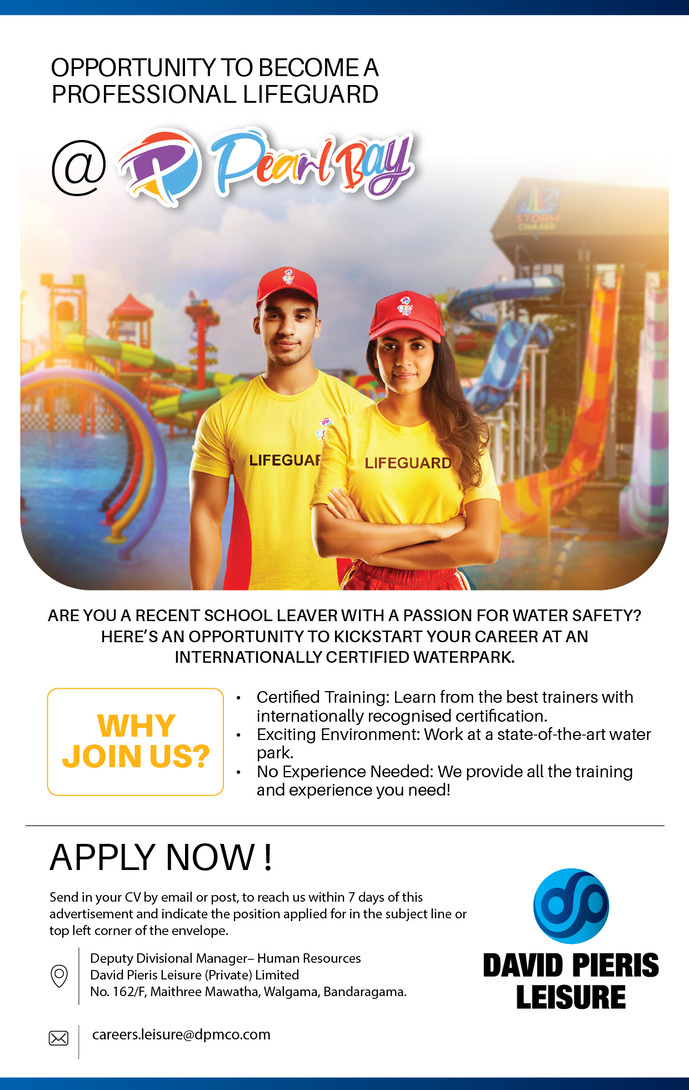 OPPORTUNITY TO BECOME A
PROFESSIONAL LIFEGUARD
@ Pearl Bay
STORM
CHASER
LIFEGUAR
LIFEGUARD
ARE YOU A RECENT SCHOOL LEAVER WITH A PASSION FOR WATER SAFETY?
HERE’S AN OPPORTUNITY TO KICKSTART YOUR CAREER AT AN
INTERNATIONALLY CERTIFIED WATERPARK.
WHY
JOIN US?
• Certified Training: Learn from the best trainers with
internationally recognised certification.
• Exciting Environment: Work at a state-of-the-art water
park.
• No Experience Needed: We provide all the training
and experience you need!
APPLY NOW !
Send in your CV by email or post, to reach us within 7 days of this
advertisement and indicate the position applied for in the subject line or
top left corner of the envelope.
Deputy Divisional Manager– Human Resources
David Pieris Leisure (Private) Limited
No. 162/F, Maithree Mawatha, Walgama, Bandaragama.
careers.leisure@dpmco.com
DAVID PIERIS
LEISURE